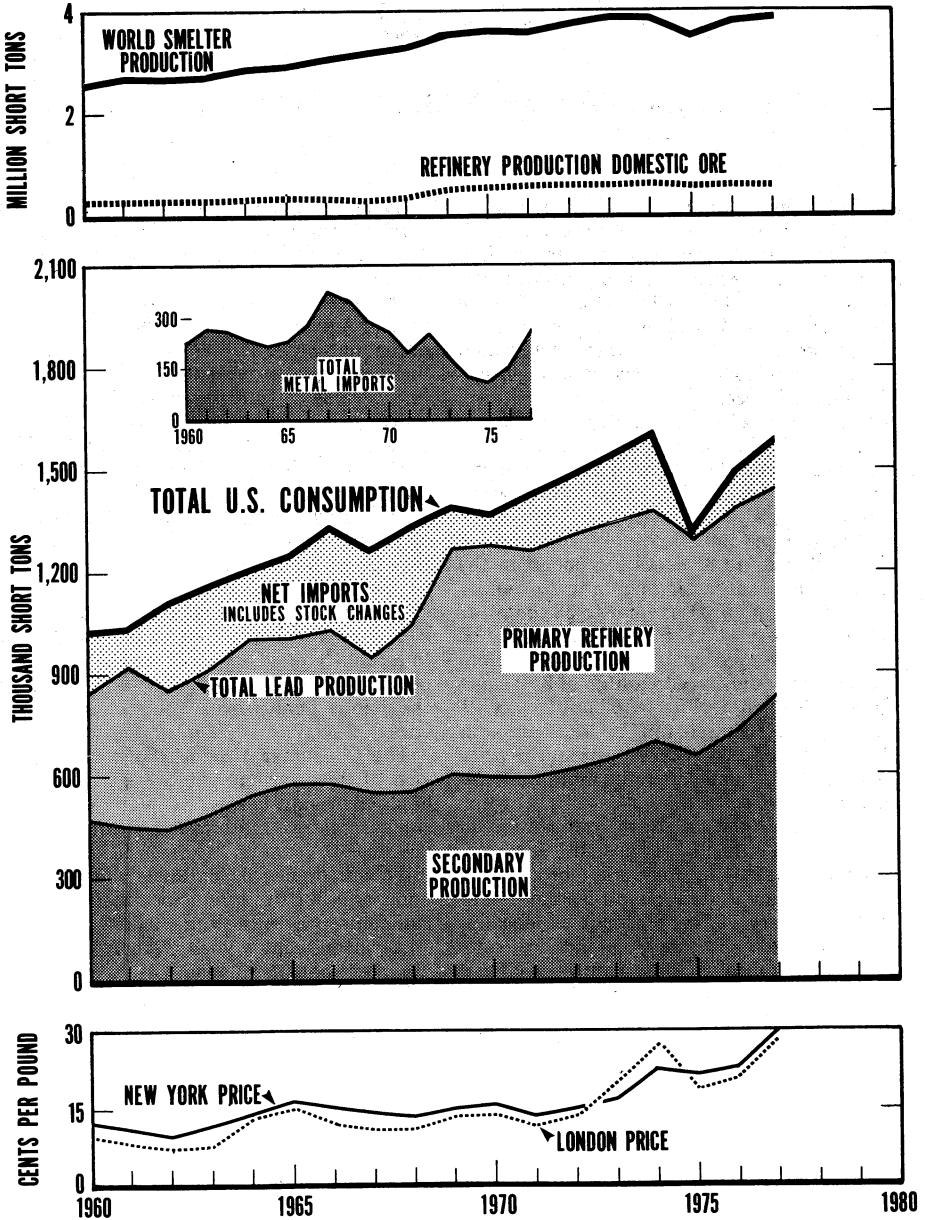 MILLION SHORT TONS
4
2
0
WORLD SMELTER
PRODUCTION
REFINERY PRODUCTION DOMESTIC ORE
THOUSAND SHORT TONS
2,100
1,800
1,500
1,200
900
600
300
0
300
150
0
TOTAL
METAL IMPORTS
1960 65 70 75
TOTAL U.S. CONSUMPTION
NET IMPORTS
INCLUDES STOCK CHANGES
TOTAL LEAD PRODUCTION
PRIMARY REFINERY
PRODUCTION
SECONDARY
PRODUCTION
CENTS PER POUND
30
15
0
NEW YORK PRICE
LONDON PRICE
1960 1965 1970 1975 1980